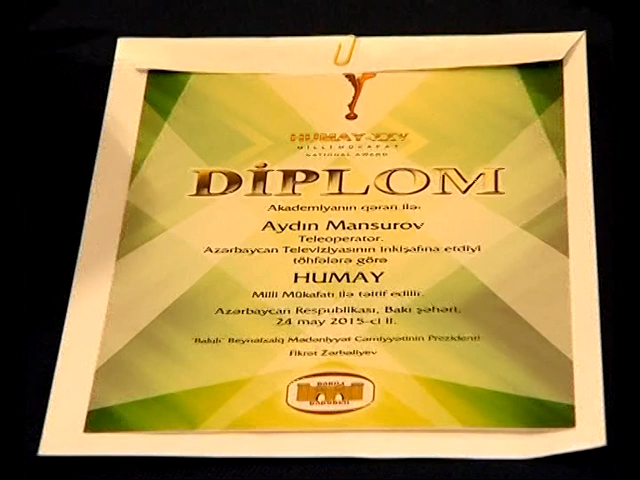 HUMAY-XXV
MİLLİ MÜKAFAT
NATIONAL AWARD
DİPLOM
Akademiyanın qərarı ilə
Aydın Mansurov
Teleoperator.
Azərbaycan Televiziyasının inkişafına etdiyi
töhfələrə görə
HUMAY
Milli Mükafatı ilə təltif edilir.
Azərbaycan Respublikası, Bakı şəhəri,
24 may 2015-ci il.
"Bakılı" Beynəlxalq Mədəniyyət Cəmiyyətinin Prezidenti
Fikrət Zərbəliyev